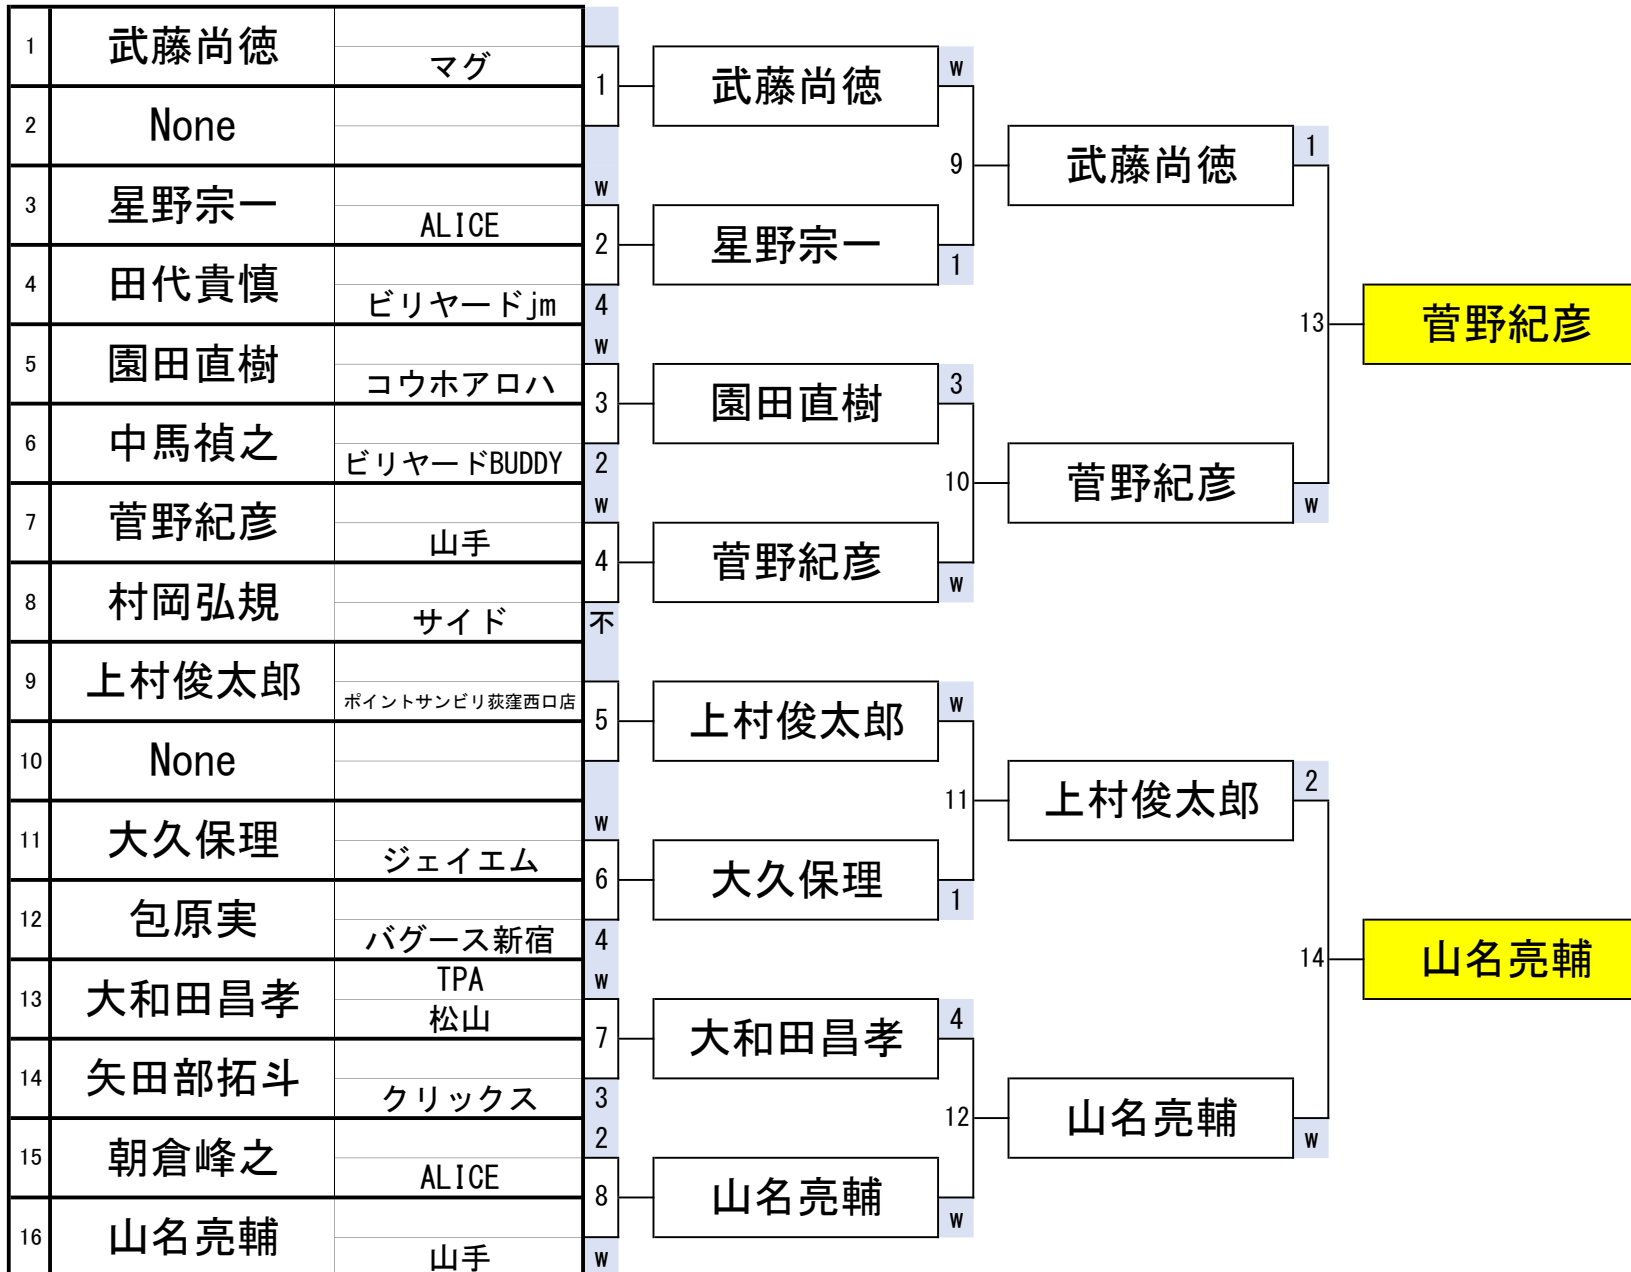 1 武藤尚徳 マグ
2 None
3 星野宗一 ALICE W
4 田代貴慎 ビリヤードjm 4
5 園田直樹 コウホアロハ W
6 中馬禎之 ビリヤードBUDDY 2
7 菅野紀彦 山手 W
8 村岡弘規 サイド 不
9 上村俊太郎 ポイントサンビリ荻窪西口店
10 None
11 大久保理 ジェイエム W
12 包原実 バグース新宿 4
13 大和田昌孝 TPA W
松山
14 矢田部拓斗 クリックス 3
15 朝倉峰之 ALICE 2
16 山名亮輔 山手 W
1 武藤尚徳 W
2 星野宗一 1
3 園田直樹 3
4 菅野紀彦 W
5 上村俊太郎 W
6 大久保理 1
7 大和田昌孝 4
8 山名亮輔 W
9 武藤尚徳 1
10 菅野紀彦 W
11 上村俊太郎 2
12 山名亮輔 W
13 菅野紀彦
14 山名亮輔